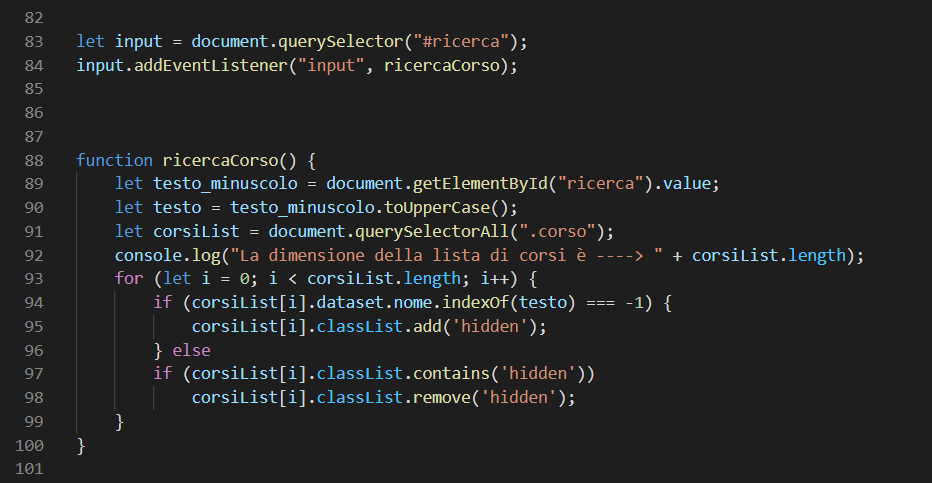 82
83 let input = document.querySelector("#ricerca");
84 input.addEventListener("input", ricercaCorso);
85
86
87
88 function ricercaCorso() {
89     let testo_minuscolo = document.getElementById("ricerca").value;
90     let testo = testo_minuscolo.toUpperCase();
91     let corsiList = document.querySelectorAll(".corso");
92     console.log("La dimensione della lista di corsi è ----> " + corsiList.length);
93     for (let i = 0; i < corsiList.length; i++) {
94         if (corsiList[i].dataset.nome.indexOf(testo) === -1) {
95             corsiList[i].classList.add('hidden');
96         } else
97         if (corsiList[i].classList.contains('hidden'))
98             corsiList[i].classList.remove('hidden');
99     }
100 }
101